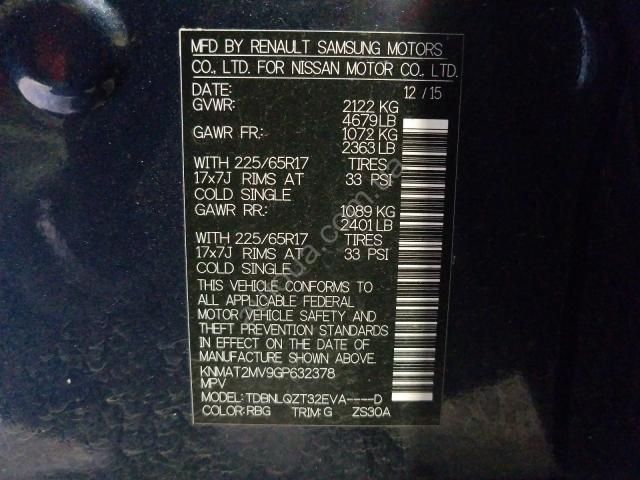 MFD BY RENAULT SAMSUNG MOTORS
CO., LTD. FOR NISSAN MOTOR CO., LTD.
DATE: 12 / 15
GVWR: 2122 KG
4679 LB
GAWR FR: 1072 KG
2363 LB
WITH 225/65R17 TIRES
17x7J RIMS AT 33 PSI
COLD SINGLE
GAWR RR: 1089 KG
2401 LB
WITH 225/65R17 TIRES
17x7J RIMS AT 33 PSI
COLD SINGLE
THIS VEHICLE CONFORMS TO
ALL APPLICABLE FEDERAL
MOTOR VEHICLE SAFETY AND
THEFT PREVENTION STANDARDS
IN EFFECT ON THE DATE OF
MANUFACTURE SHOWN ABOVE.
KNMAT2MV9GP632378
MPV
MODEL: TDBNLQZT32EVA----D
COLOR: RBG TRIM: G ZS30A